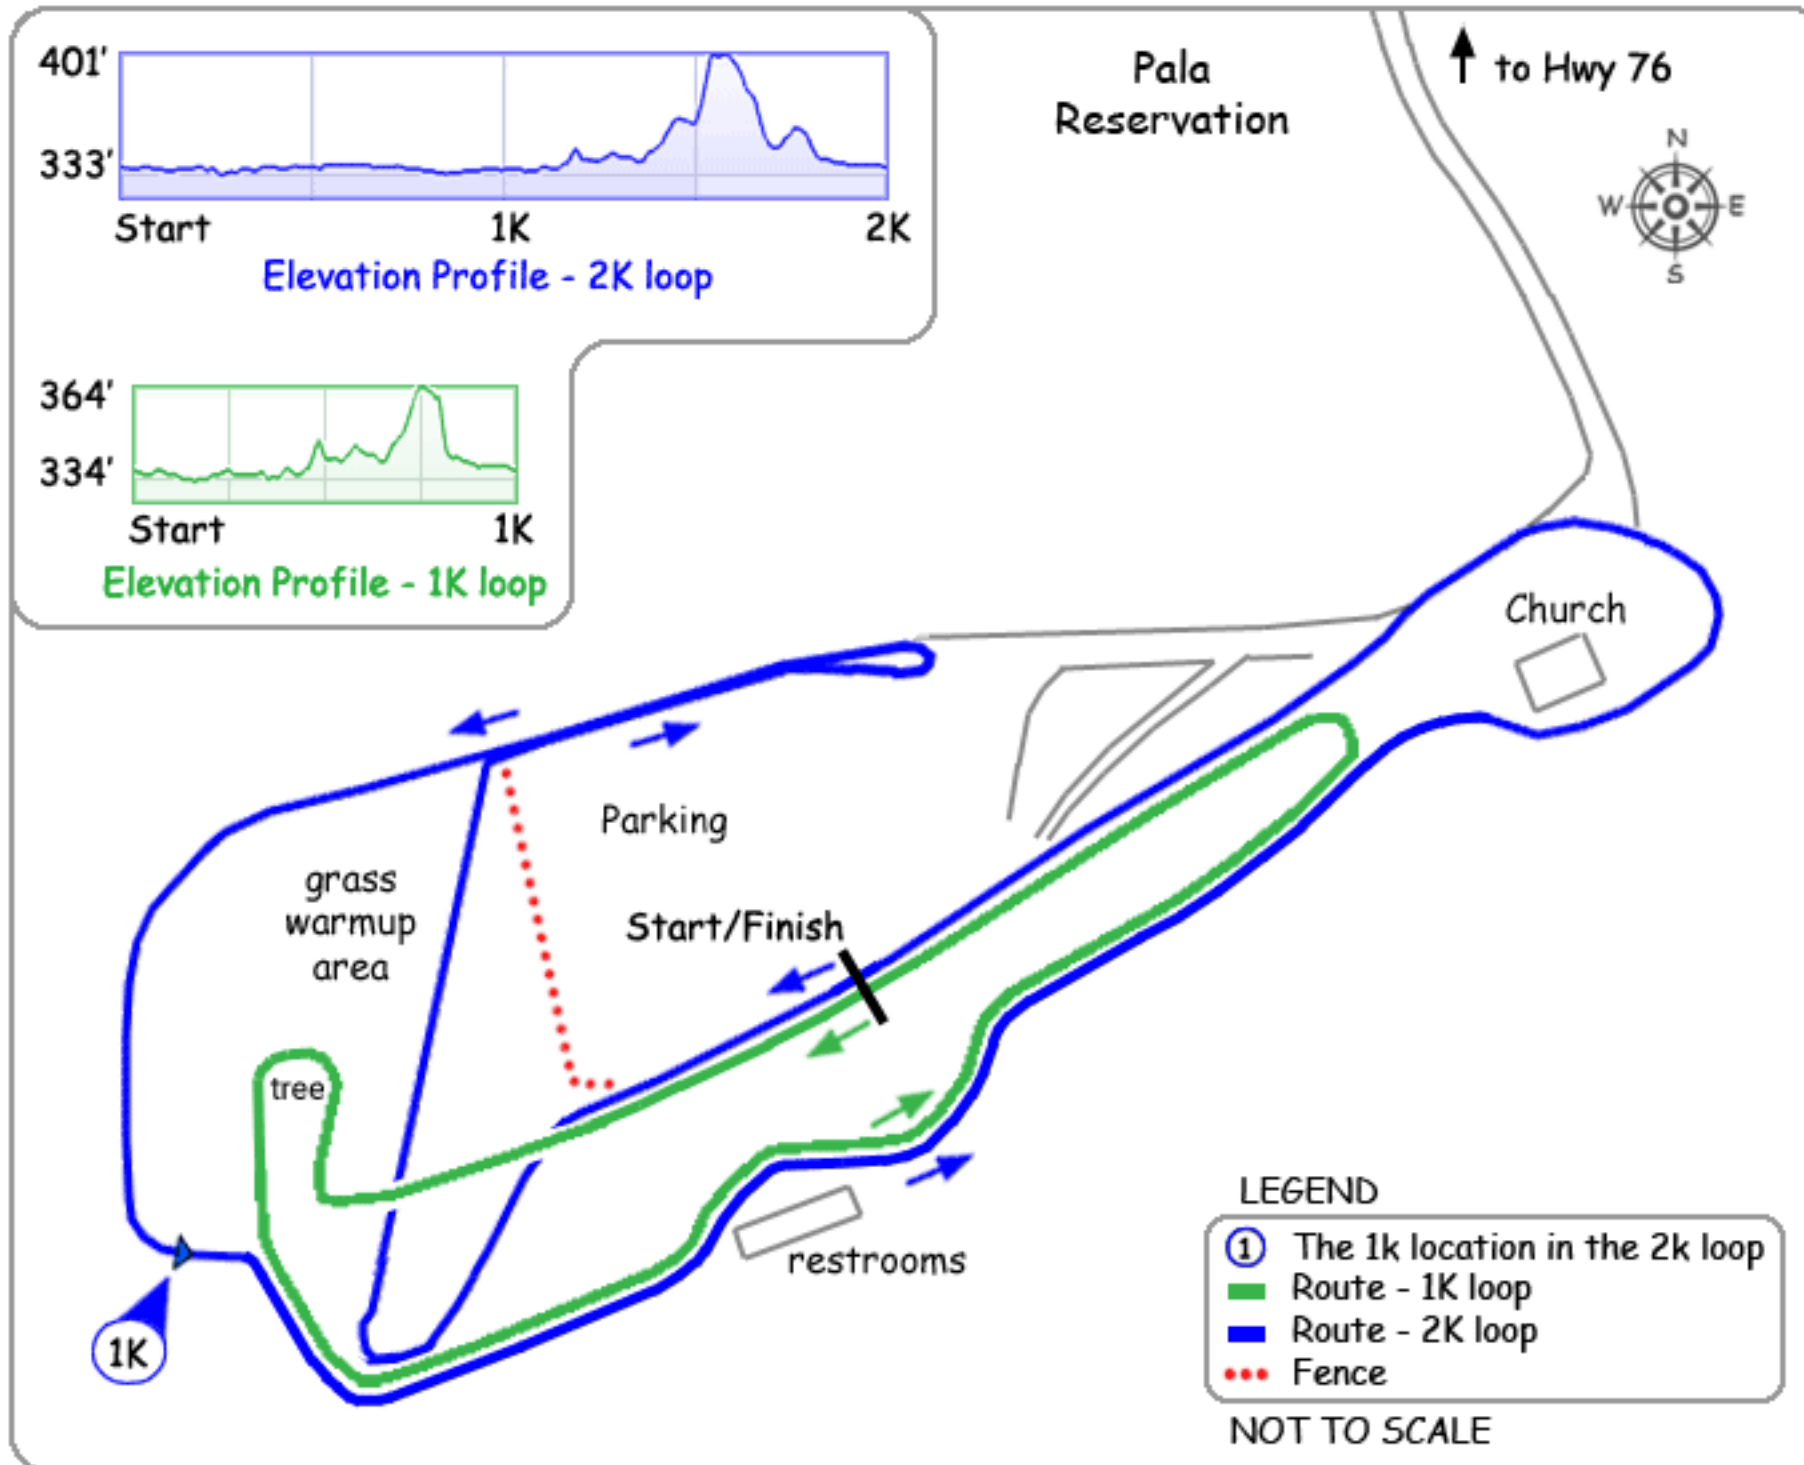 401'
333'
Start 1K 2K
Elevation Profile - 2K loop
364'
334'
Start 1K
Elevation Profile - 1K loop
Pala
Reservation
to Hwy 76
N
W E
S
Church
Parking
grass
warmup
area
Start/Finish
tree
restrooms
1K
LEGEND
1 The 1k location in the 2k loop
Route - 1K loop
Route - 2K loop
Fence
NOT TO SCALE